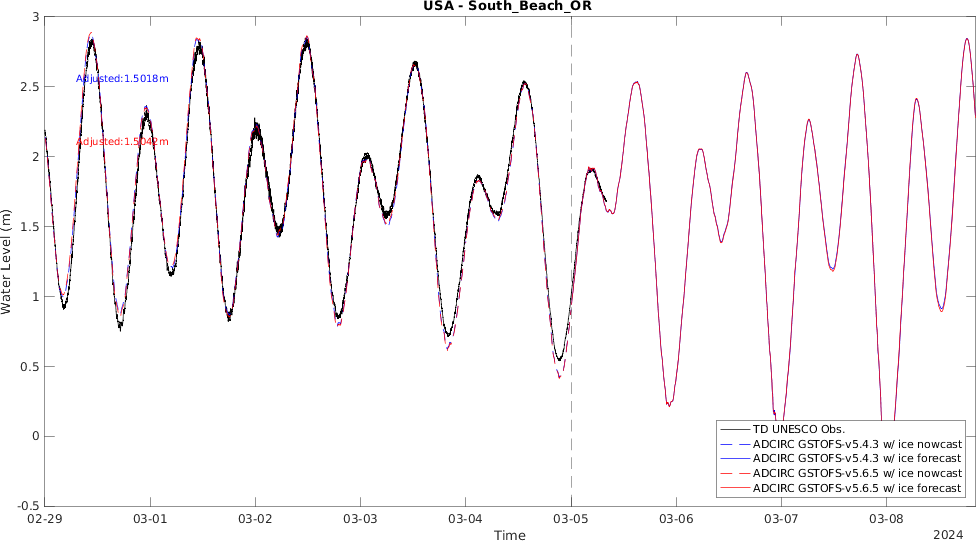 USA - South_Beach_OR
3
2.5
2
1.5
1
0.5
0
-0.5
Water Level (m)
Adjusted:1.5018m
Adjusted:1.5042m
TD UNESCO Obs.
ADCIRC GSTOFS-v5.4.3 w/ ice nowcast
ADCIRC GSTOFS-v5.4.3 w/ ice forecast
ADCIRC GSTOFS-v5.6.5 w/ ice nowcast
ADCIRC GSTOFS-v5.6.5 w/ ice forecast
02-29 03-01 03-02 03-03 03-04 03-05 03-06 03-07 03-08
Time
2024